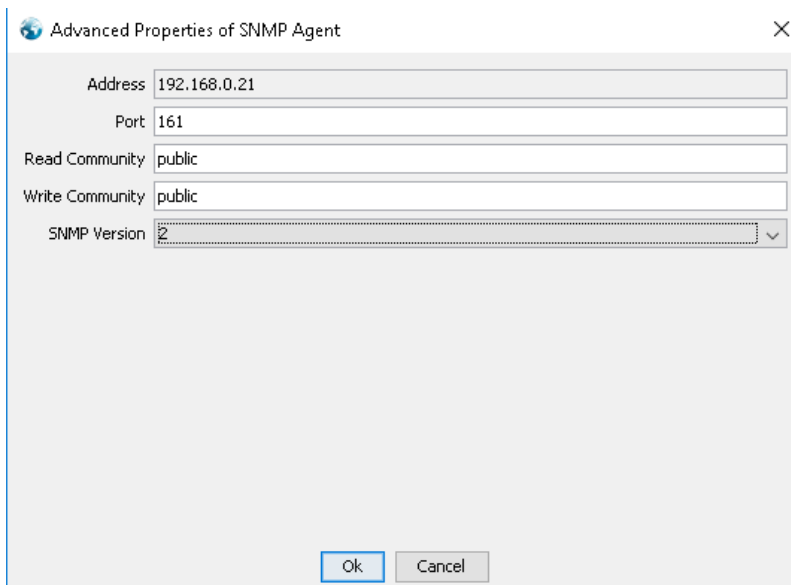 Advanced Properties of SNMP Agent
Address 192.168.0.21
Port 161
Read Community public
Write Community public
SNMP Version 2
Ok Cancel